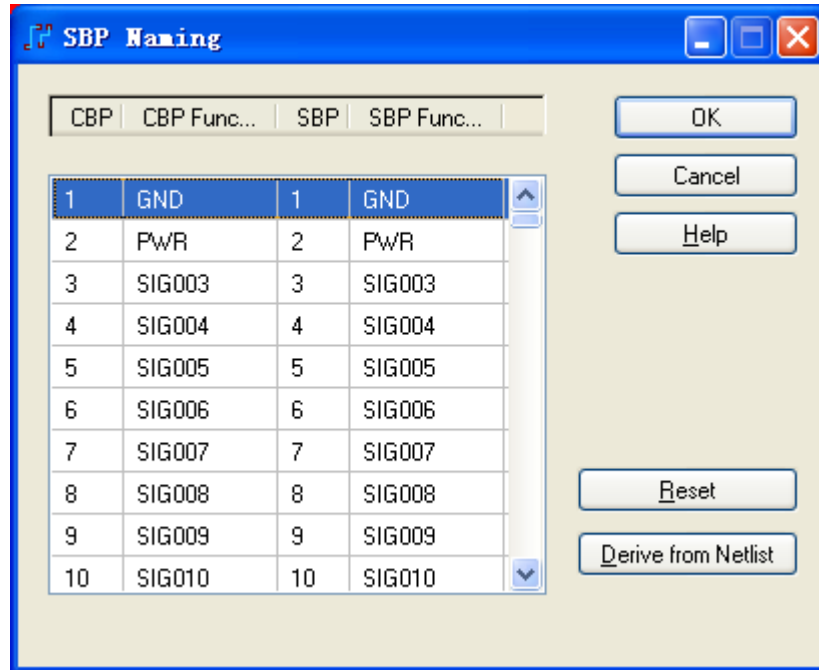 SBP Naming
CBP CBP Func... SBP SBP Func...
1 GND 1 GND
2 PWR 2 PWR
3 SIG003 3 SIG003
4 SIG004 4 SIG004
5 SIG005 5 SIG005
6 SIG006 6 SIG006
7 SIG007 7 SIG007
8 SIG008 8 SIG008
9 SIG009 9 SIG009
10 SIG010 10 SIG010
OK
Cancel
Help
Reset
Derive from Netlist